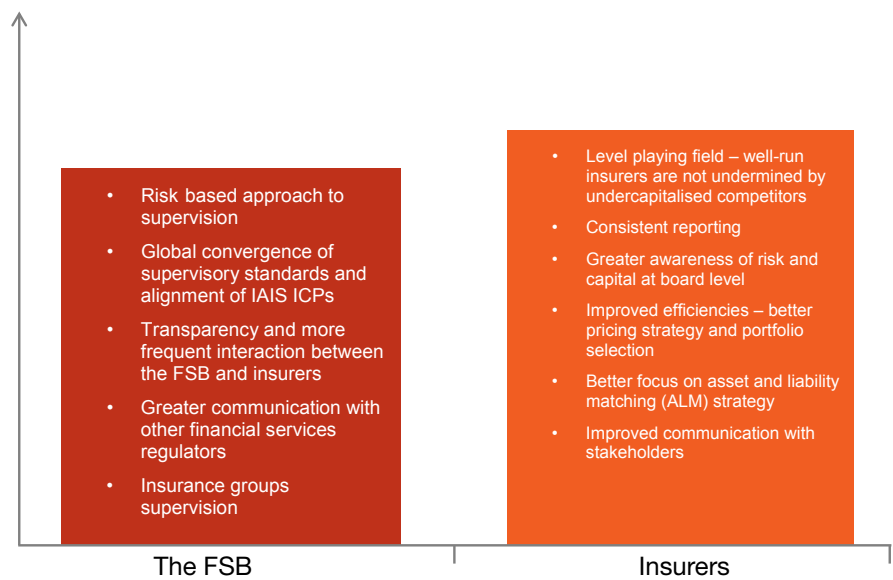 • Risk based approach to
supervision
• Global convergence of
supervisory standards and
alignment of IAIS ICPs
• Transparency and more
frequent interaction between
the FSB and insurers
• Greater communication with
other financial services
regulators
• Insurance groups
supervision
• Level playing field – well-run
insurers are not undermined by
undercapitalised competitors
• Consistent reporting
• Greater awareness of risk and
capital at board level
• Improved efficiencies – better
pricing strategy and portfolio
selection
• Better focus on asset and liability
matching (ALM) strategy
• Improved communication with
stakeholders
The FSB
Insurers